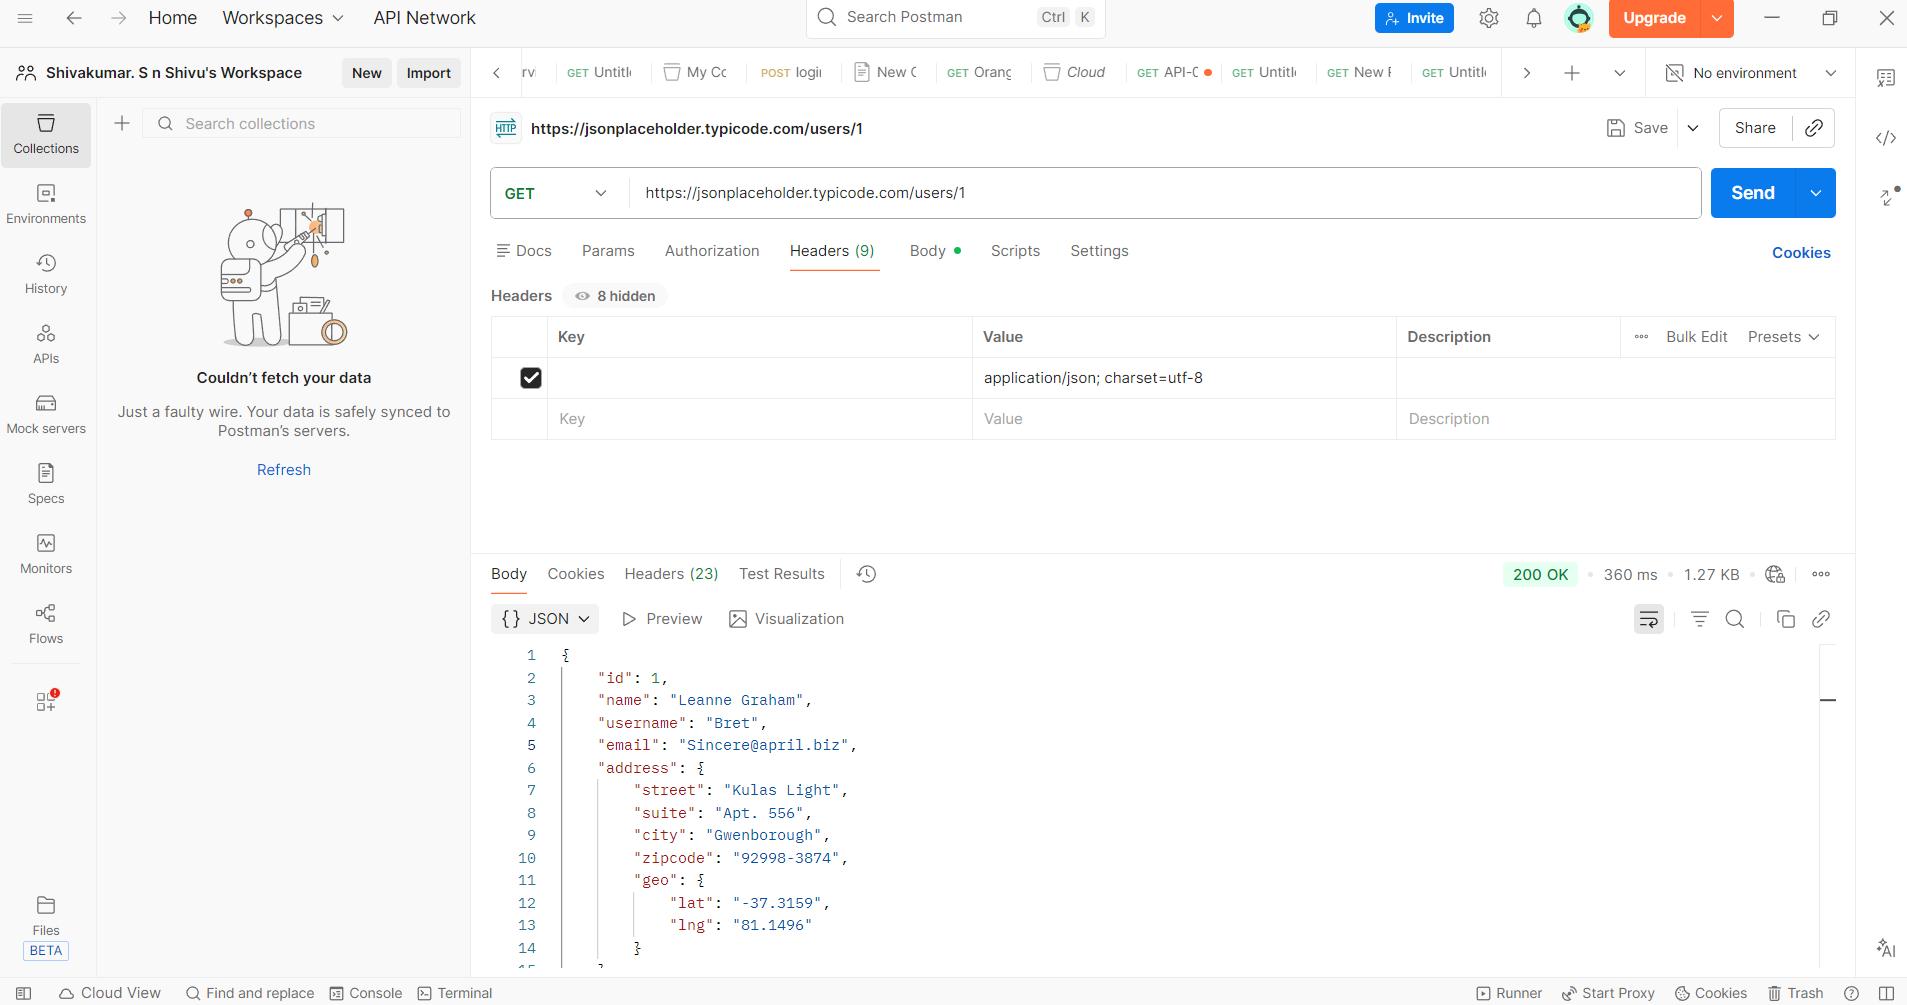 Home Workspaces API Network Search Postman Ctrl K Invite Upgrade
Shivakumar. S n Shivu's Workspace New Import
GET Untitl My Co POST login New C GET Orang Cloud GET API-C GET Untitl GET New F GET Untitl No environment
Search collections
Collections
Environments
History
APIs
Mock servers
Specs
Monitors
Flows
Files
BETA
Couldn't fetch your data
Just a faulty wire. Your data is safely synced to
Postman's servers.
Refresh
HTTP https://jsonplaceholder.typicode.com/users/1 Save Share
GET https://jsonplaceholder.typicode.com/users/1 Send
Docs Params Authorization Headers (9) Body Scripts Settings Cookies
Headers 8 hidden
Key Value Description Bulk Edit Presets
application/json; charset=utf-8
Key Value Description
Body Cookies Headers (23) Test Results 200 OK 360 ms 1.27 KB
{} JSON Preview Visualization
1 {
2 "id": 1,
3 "name": "Leanne Graham",
4 "username": "Bret",
5 "email": "Sincere@april.biz",
6 "address": {
7 "street": "Kulas Light",
8 "suite": "Apt. 556",
9 "city": "Gwenborough",
10 "zipcode": "92998-3874",
11 "geo": {
12 "lat": "-37.3159",
13 "lng": "81.1496"
14 }
Cloud View Find and replace Console Terminal Runner Start Proxy Cookies Trash